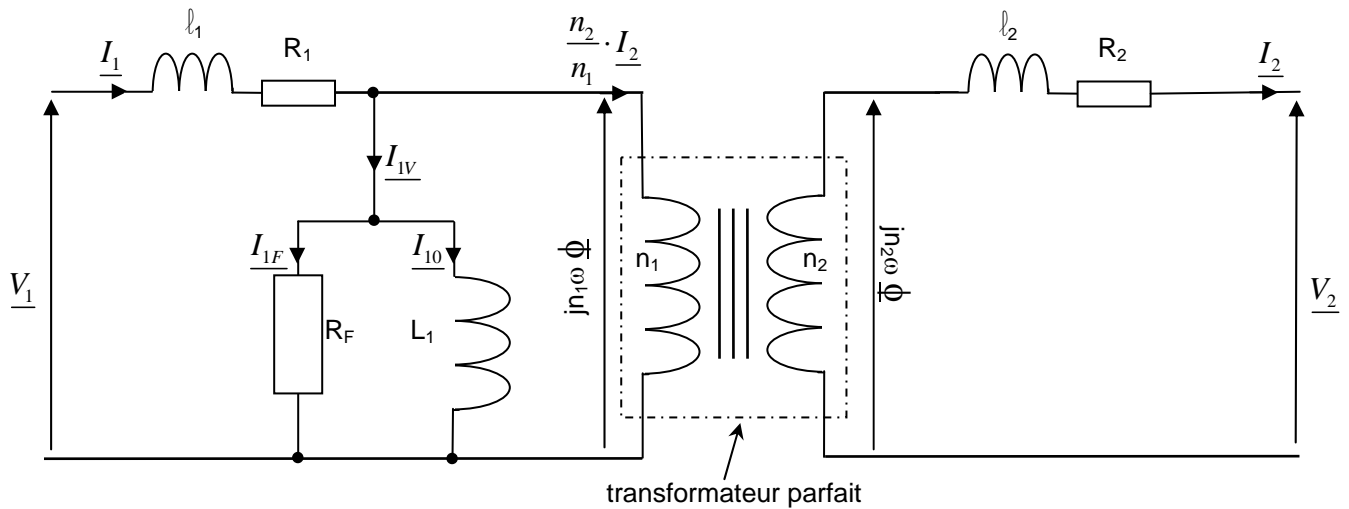 ℓ₁
R₁
I₁
n₂/n₁ · I₂
ℓ₂
R₂
I₂
I₁V
I₁F
I₁₀
V₁
R_F
L₁
jn₁ω ϕ
n₁
n₂
jn₂ω ϕ
V₂
transformateur parfait